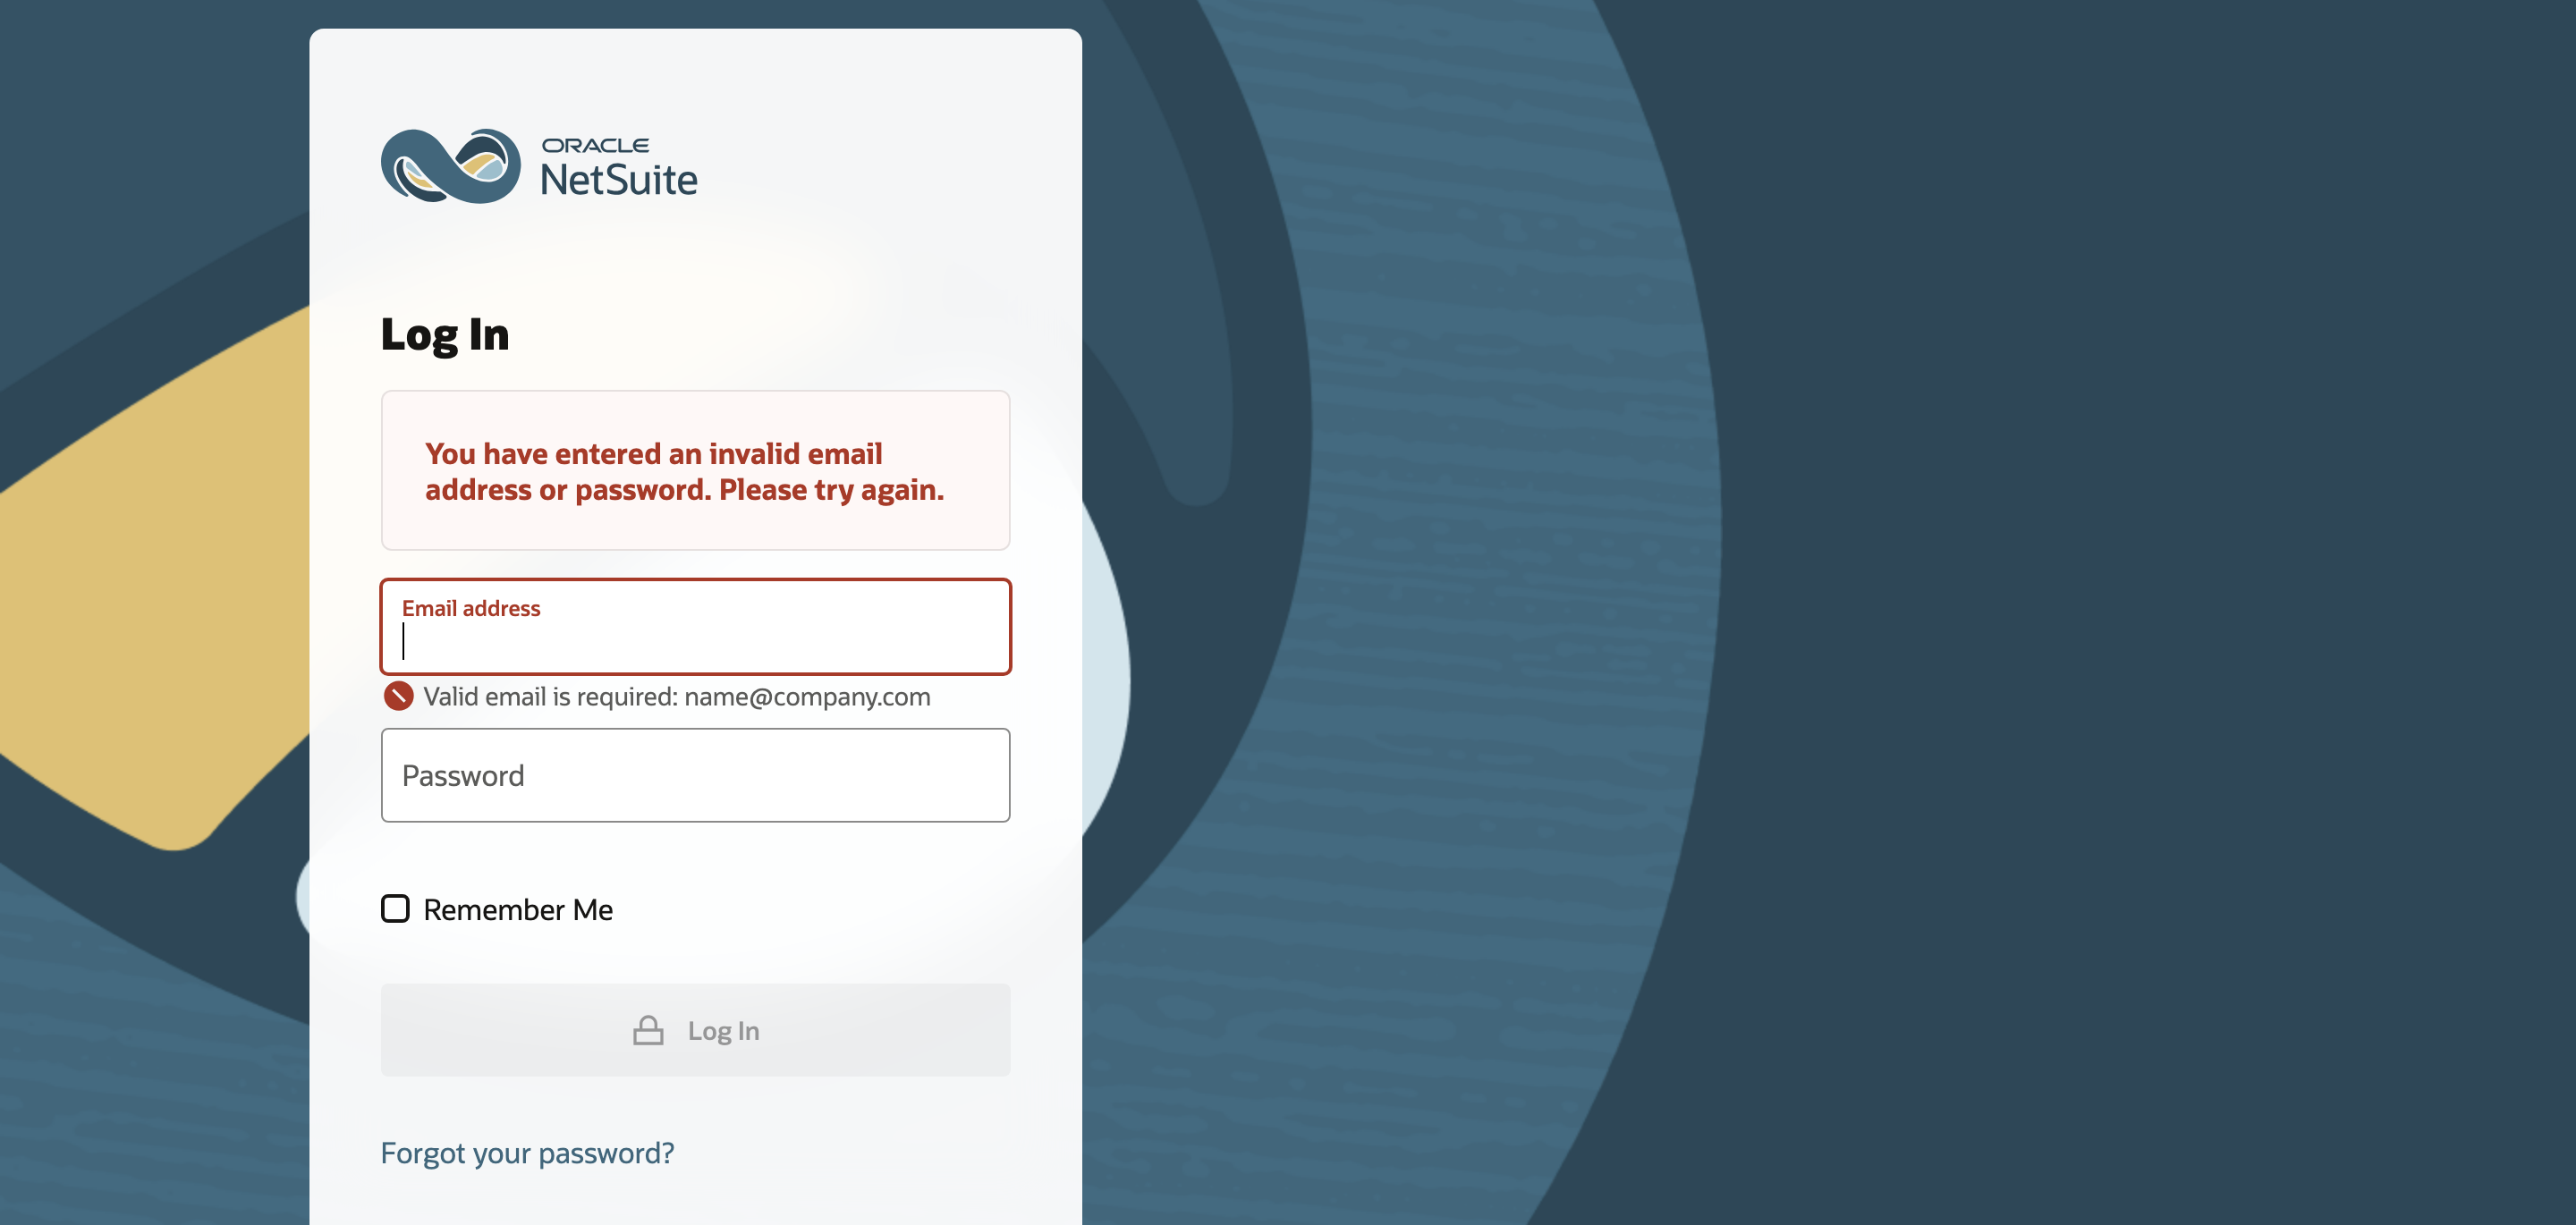 ORACLE
NetSuite
Log In
You have entered an invalid email
address or password. Please try again.
Email address
Valid email is required: name@company.com
Password
Remember Me
Log In
Forgot your password?